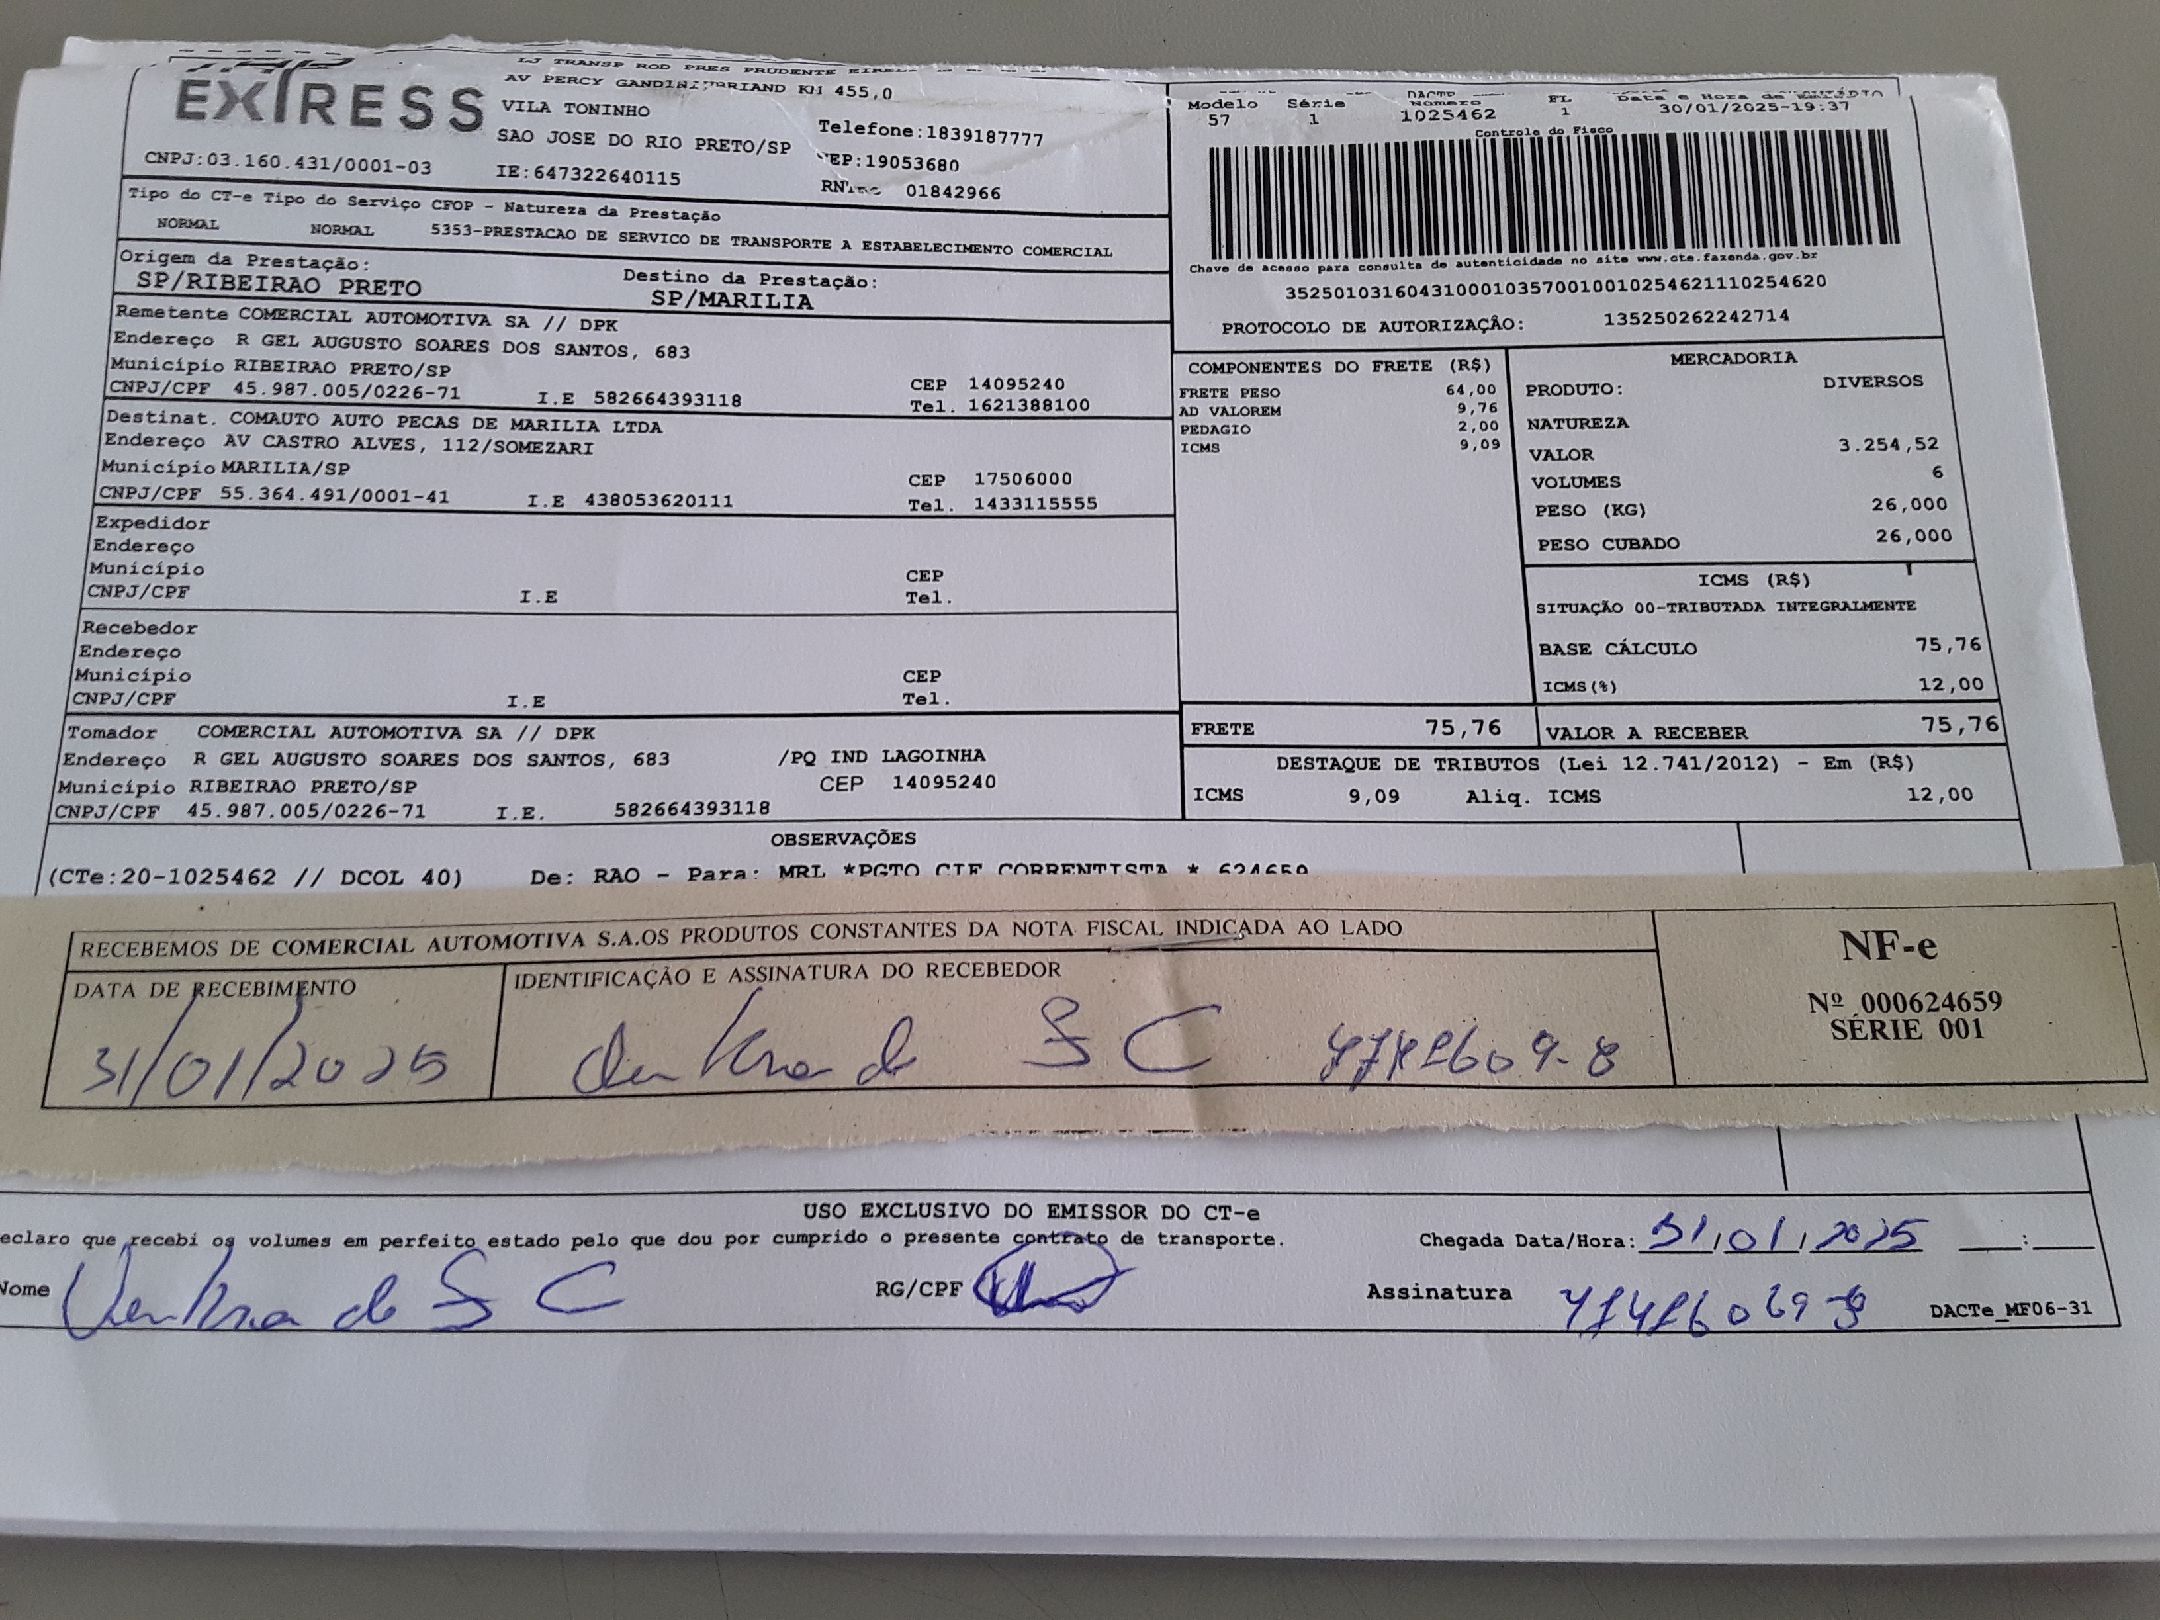 EXPRESS
AV PERCY GANDINI KM 455,0
VILA TONINHO
SAO JOSE DO RIO PRETO/SP
Telefone:1839187777
CEP:19053680
CNPJ:03.160.431/0001-03 IE:647322640115 01842966
Tipo do CT-e Tipo do Serviço CFOP - Natureza da Prestação
NORMAL NORMAL 5353-PRESTACAO DE SERVICO DE TRANSPORTE A ESTABELECIMENTO COMERCIAL
Origem da Prestação: Destino da Prestação:
SP/RIBEIRAO PRETO SP/MARILIA
Remetente COMERCIAL AUTOMOTIVA SA // DPK
Endereço R GEL AUGUSTO SOARES DOS SANTOS, 683
Município RIBEIRAO PRETO/SP CEP 14095240
CNPJ/CPF 45.987.005/0226-71 I.E 582664393118 Tel. 1621388100
Destinat. COMAUTO AUTO PECAS DE MARILIA LTDA
Endereço AV CASTRO ALVES, 112/SOMEZARI
Município MARILIA/SP CEP 17506000
CNPJ/CPF 55.364.491/0001-41 I.E 438053620111 Tel. 1433115555
Expedidor
Endereço
Município CEP
CNPJ/CPF I.E Tel.
Recebedor
Endereço
Município CEP
CNPJ/CPF I.E Tel.
Tomador COMERCIAL AUTOMOTIVA SA // DPK
Endereço R GEL AUGUSTO SOARES DOS SANTOS, 683 /PQ IND LAGOINHA
Município RIBEIRAO PRETO/SP CEP 14095240
CNPJ/CPF 45.987.005/0226-71 I.E. 582664393118
Modelo Série Número FL Data e Hora de
57 1 1025462 1 30/01/2025-19:37
Controle do Fisco
Chave de acesso para consulta de autenticidade no site www.cte.fazenda.gov.br
35250103160431000103570010010254621110254620
PROTOCOLO DE AUTORIZAÇÃO: 135250262242714
COMPONENTES DO FRETE (R$)
FRETE PESO 64,00
AD VALOREM 9,76
PEDAGIO 2,00
ICMS 9,09
MERCADORIA
PRODUTO: DIVERSOS
NATUREZA
VALOR 3.254,52
VOLUMES 6
PESO (KG) 26,000
PESO CUBADO 26,000
ICMS (R$)
SITUAÇÃO 00-TRIBUTADA INTEGRALMENTE
BASE CÁLCULO 75,76
ICMS(%) 12,00
FRETE 75,76 VALOR A RECEBER 75,76
DESTAQUE DE TRIBUTOS (Lei 12.741/2012) - Em (R$)
ICMS 9,09 Aliq. ICMS 12,00
OBSERVAÇÕES
(CTe:20-1025462 // DCOL 40) De: RAO - Para: MRL *PGTO CIF CORRENTISTA * 624659
RECEBEMOS DE COMERCIAL AUTOMOTIVA S.A.OS PRODUTOS CONSTANTES DA NOTA FISCAL INDICADA AO LADO
DATA DE RECEBIMENTO IDENTIFICAÇÃO E ASSINATURA DO RECEBEDOR
31/01/2025
NF-e
Nº 000624659
SÉRIE 001
USO EXCLUSIVO DO EMISSOR DO CT-e
eclaro que recebi os volumes em perfeito estado pelo que dou por cumprido o presente contrato de transporte.
Chegada Data/Hora: 31/01/2025 :
Nome RG/CPF Assinatura
DACTe_MF06-31